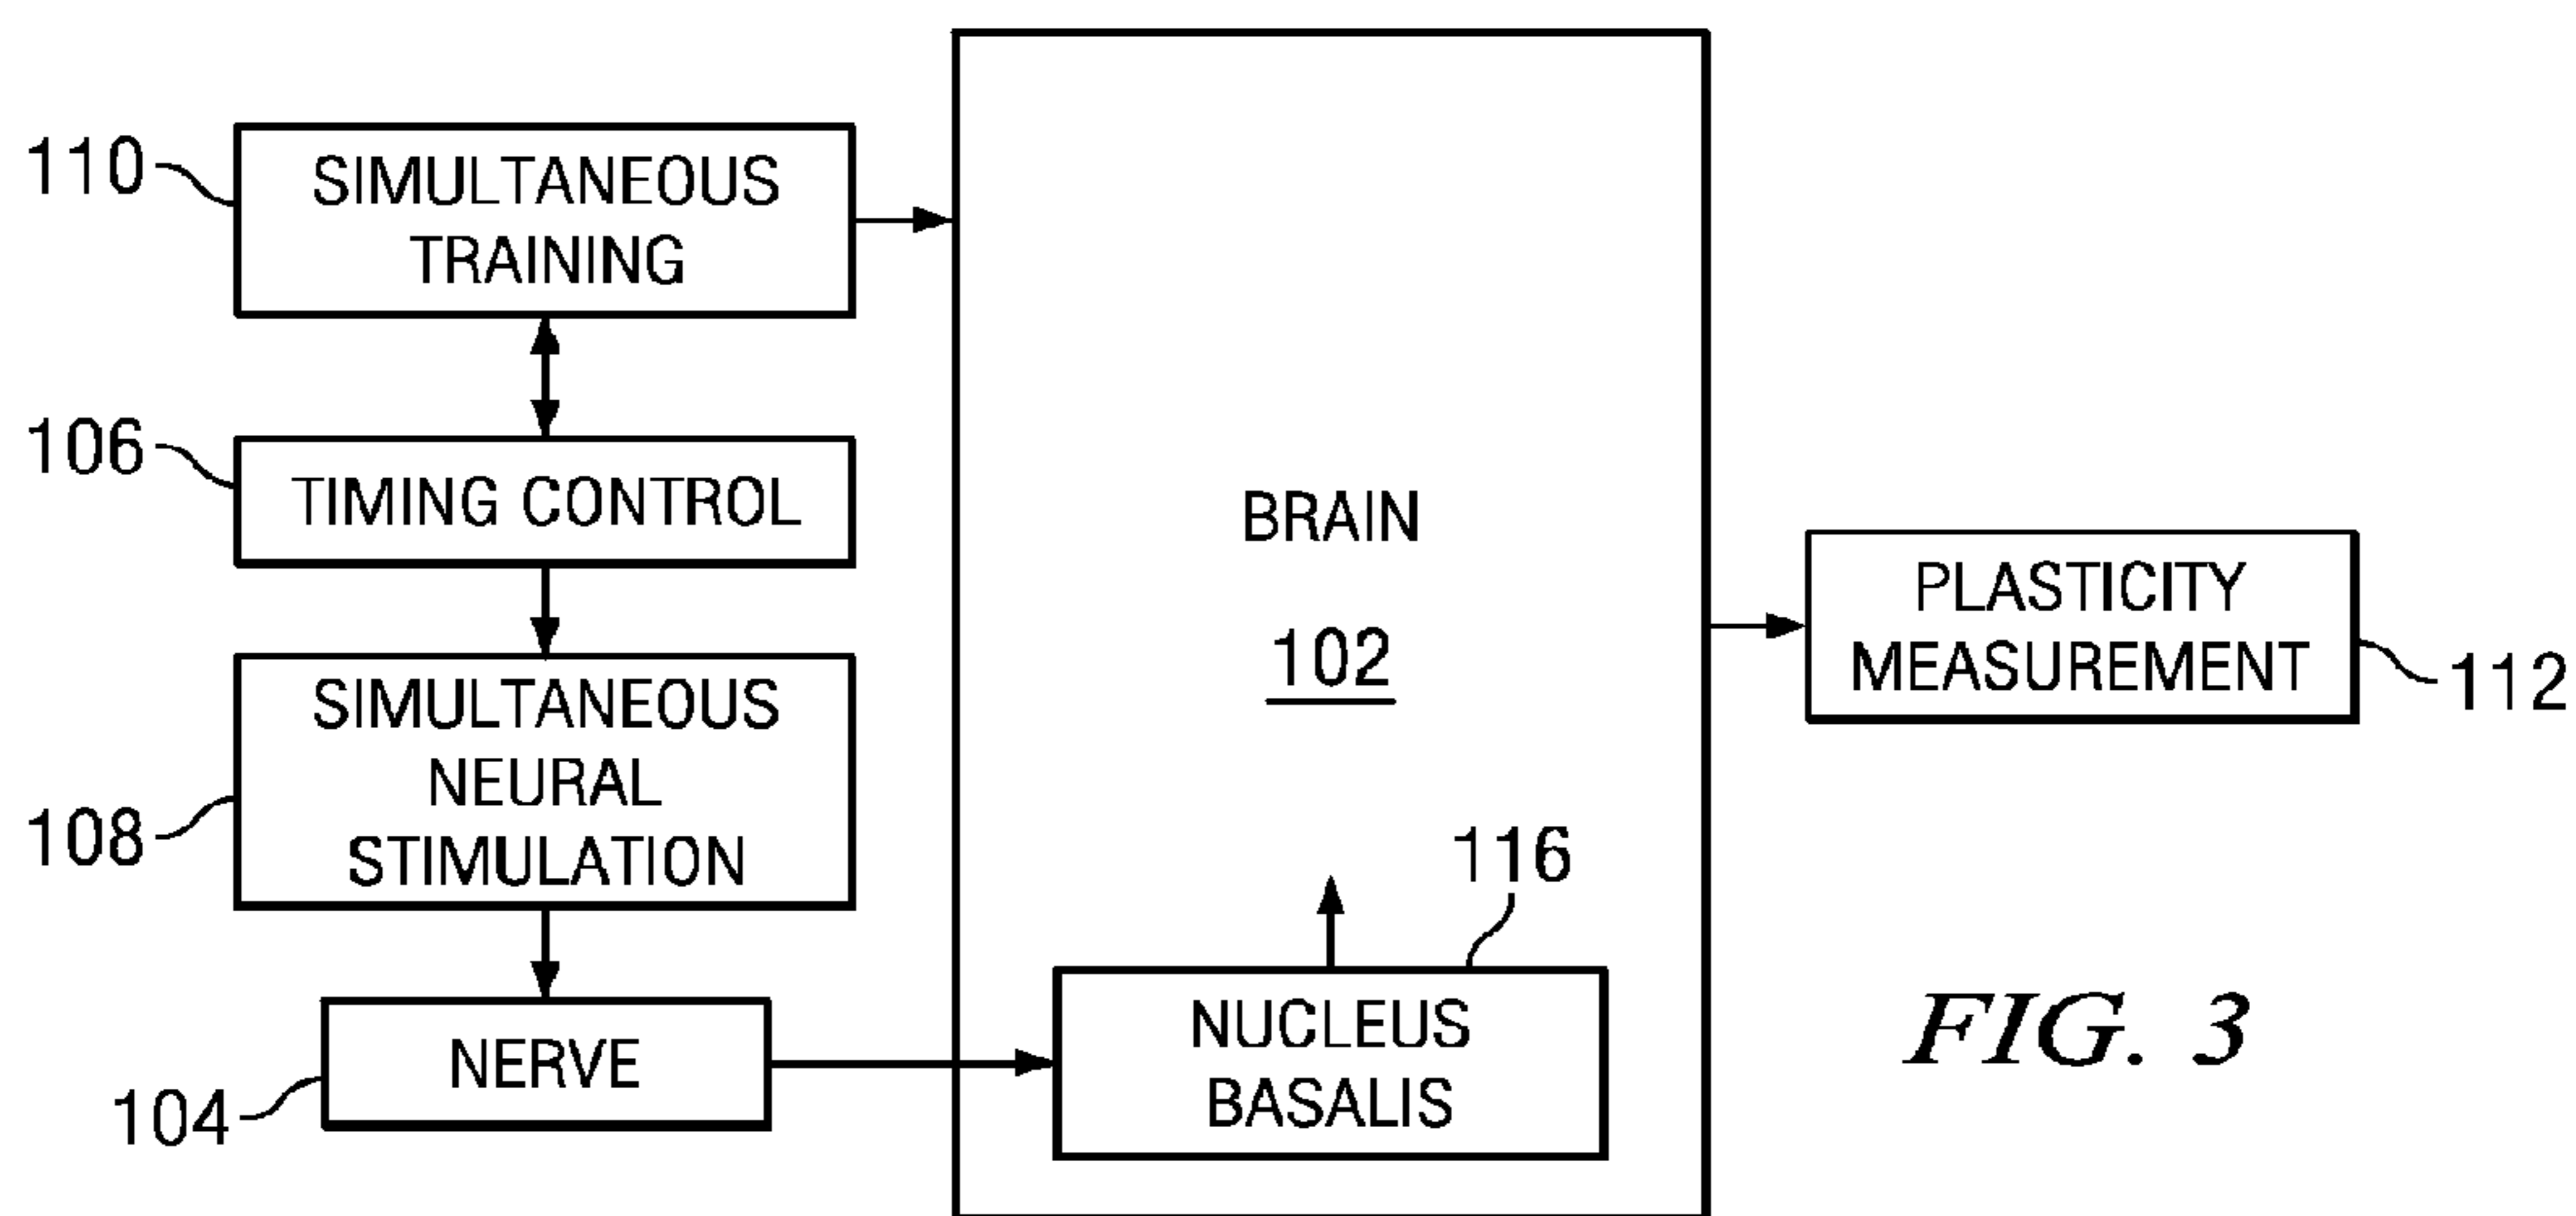 110
SIMULTANEOUS
TRAINING
106
TIMING CONTROL
108
SIMULTANEOUS
NEURAL
STIMULATION
104
NERVE
BRAIN
102
116
NUCLEUS
BASALIS
PLASTICITY
MEASUREMENT
112
FIG. 3